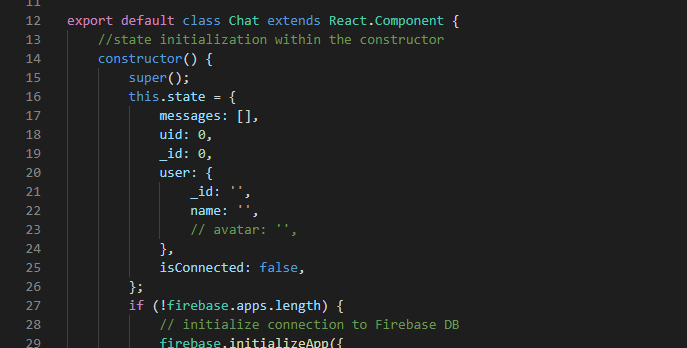 11
12 export default class Chat extends React.Component {
13 //state initialization within the constructor
14 constructor() {
15 super();
16 this.state = {
17 messages: [],
18 uid: 0,
19 _id: 0,
20 user: {
21 _id: '',
22 name: '',
23 // avatar: '',
24 },
25 isConnected: false,
26 };
27 if (!firebase.apps.length) {
28 // initialize connection to Firebase DB
29 firebase.initializeApp({